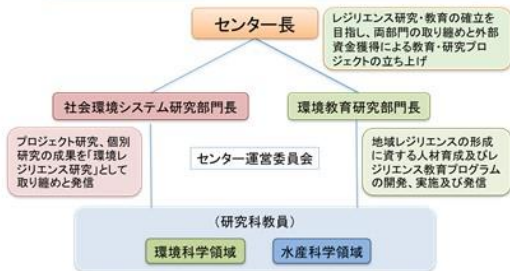 センター長
レジリエンス研究・教育の確立を
目指し、両部門の取り纏めと外部
資金獲得による教育・研究プロ
ジェクトの立ち上げ
社会環境システム研究部門長
環境教育研究部門長
プロジェクト研究、個別
研究の成果を「環境レ
ジリエンス研究」として
取り纏めと発信
センター運営委員会
地域レジリエンスの形成
に資する人材育成及びレ
ジリエンス教育プログラム
の開発、実施及び発信
(研究科教員)
環境科学領域
水産科学領域